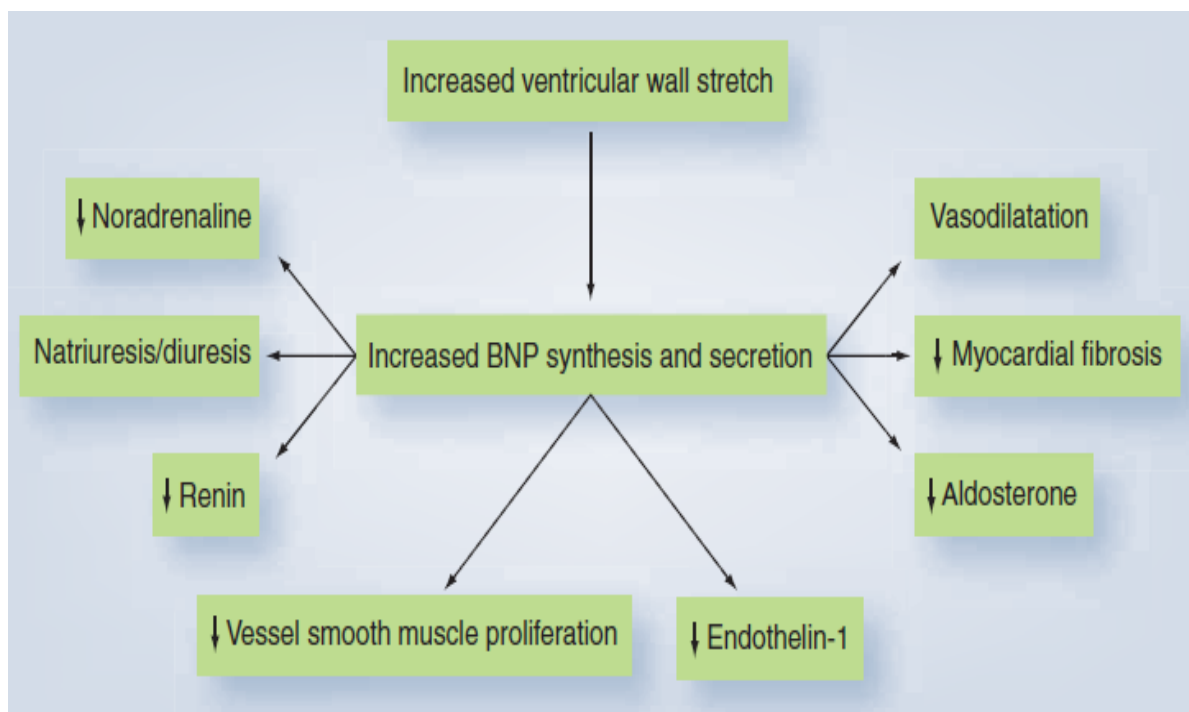 Increased ventricular wall stretch
↓ Noradrenaline
Vasodilatation
Natriuresis/diuresis
Increased BNP synthesis and secretion
↓ Myocardial fibrosis
↓ Renin
↓ Aldosterone
↓ Vessel smooth muscle proliferation
↓ Endothelin-1